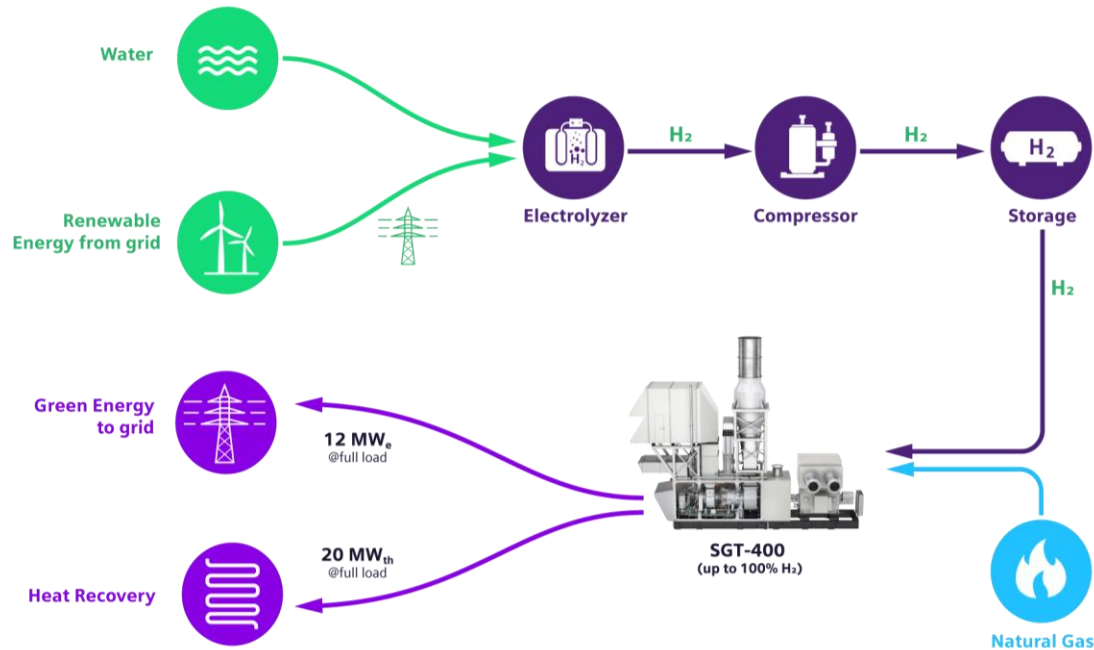 Water
Renewable
Energy from grid
H₂
Electrolyzer
H₂
Compressor
H₂
H₂
Storage
H₂
Green Energy
to grid
12 MWₑ
@full load
20 MWₜₕ
@full load
Heat Recovery
SGT-400
(up to 100% H₂)
Natural Gas